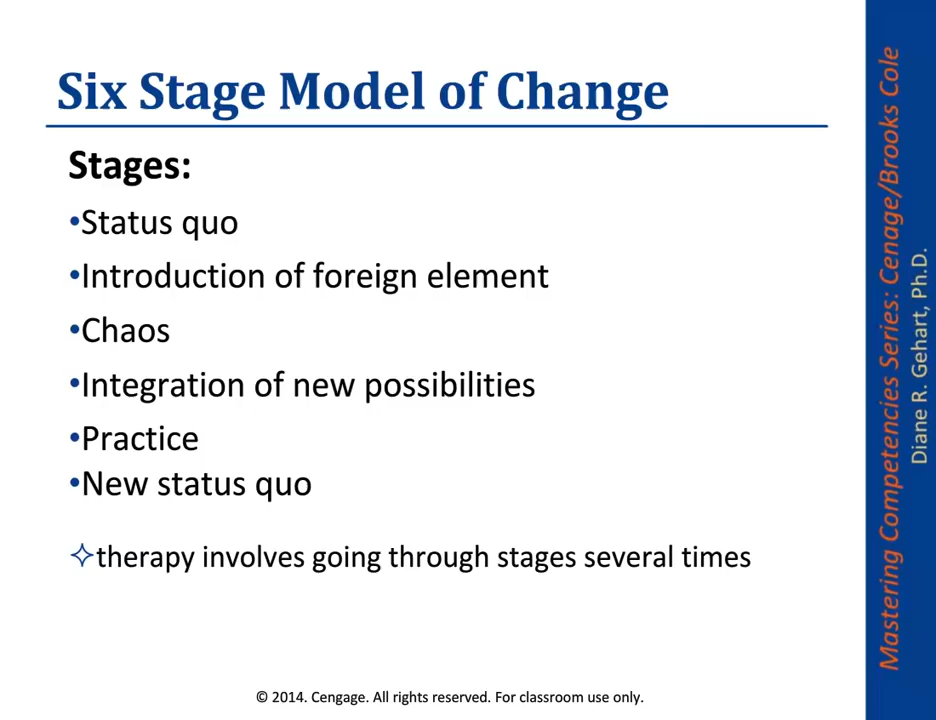 Six Stage Model of Change
Stages:
•Status quo
•Introduction of foreign element
•Chaos
•Integration of new possibilities
•Practice
•New status quo
✧therapy involves going through stages several times
© 2014. Cengage. All rights reserved. For classroom use only.
Mastering Competencies Series: Cenage/Brooks Cole
Diane R. Gehart, Ph.D.